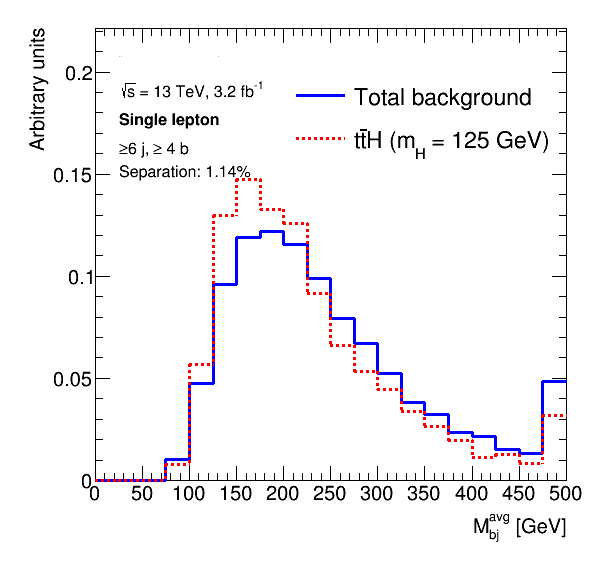 Arbitrary units
0.2
0.15
0.1
0.05
0
√s = 13 TeV, 3.2 fb⁻¹
Single lepton
≥6 j, ≥ 4 b
Separation: 1.14%
Total background
tt̄H (m_H = 125 GeV)
0 50 100 150 200 250 300 350 400 450 500
M_bj^avg [GeV]